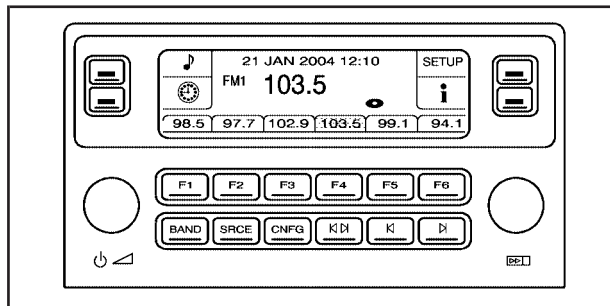 21 JAN 2004 12:10 SETUP
FM1 103.5 i
98.5 97.7 102.9 103.5 99.1 94.1
F1 F2 F3 F4 F5 F6
BAND SRCE CNFG